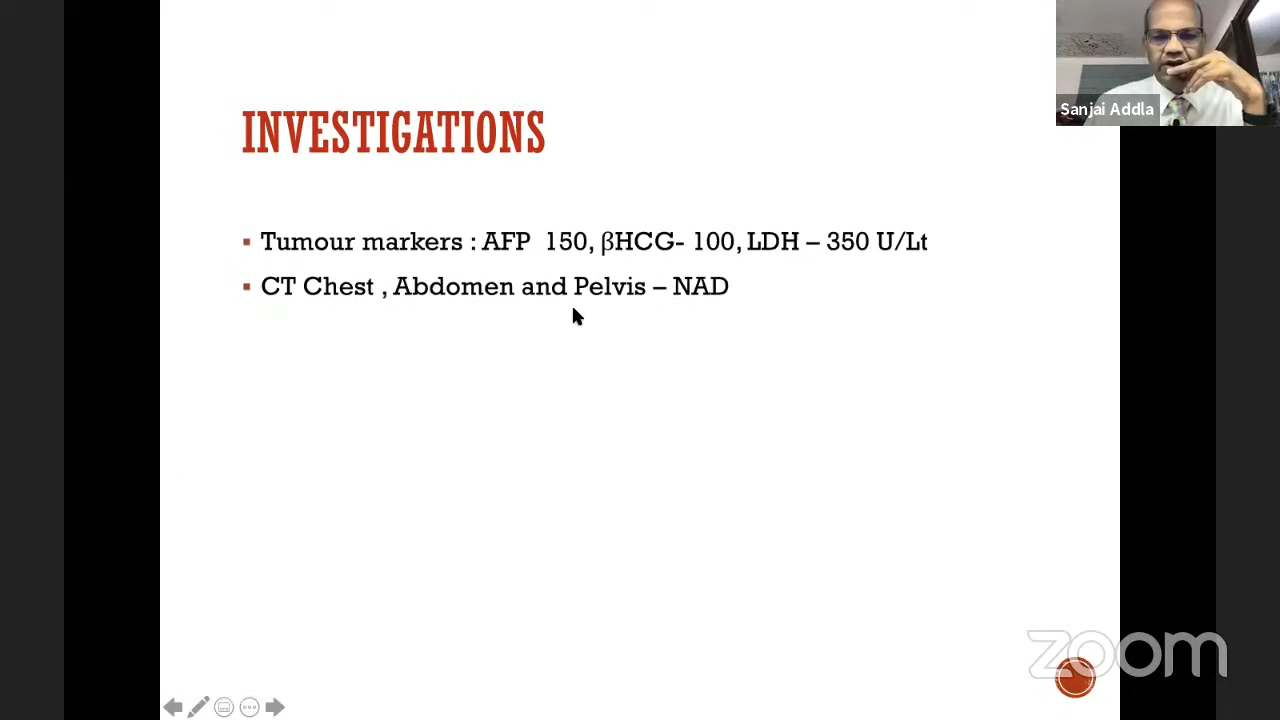 Sanjai Addla
INVESTIGATIONS
▪ Tumour markers : AFP 150, βHCG- 100, LDH – 350 U/Lt
▪ CT Chest , Abdomen and Pelvis – NAD
zoom